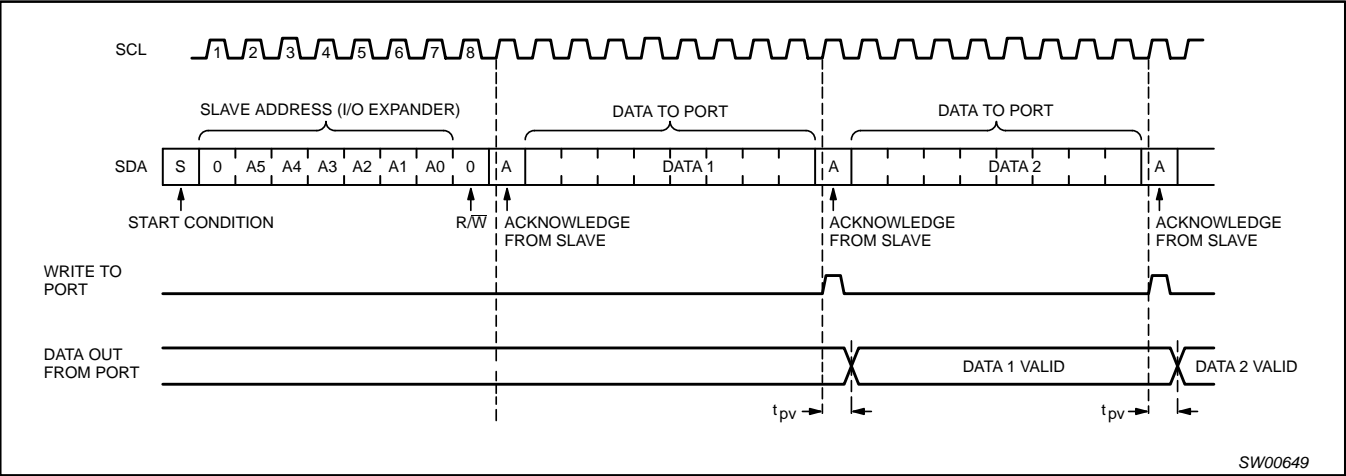 SCL 1 2 3 4 5 6 7 8
SLAVE ADDRESS (I/O EXPANDER) DATA TO PORT DATA TO PORT
SDA S 0 A5 A4 A3 A2 A1 A0 0 A DATA 1 A DATA 2 A
START CONDITION R/W̅ ACKNOWLEDGE FROM SLAVE ACKNOWLEDGE FROM SLAVE ACKNOWLEDGE FROM SLAVE
WRITE TO
PORT
DATA OUT
FROM PORT
DATA 1 VALID DATA 2 VALID
tpv tpv
SW00649